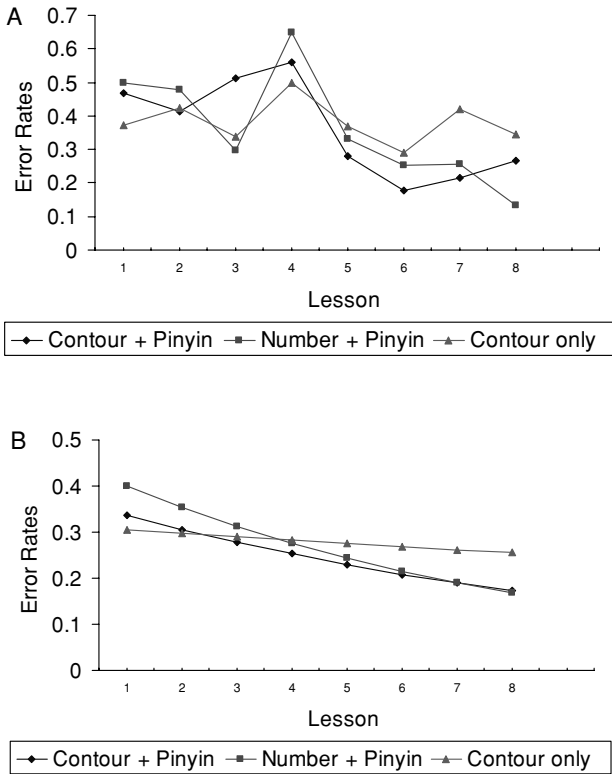 A
0.7
0.6
0.5
0.4
0.3
0.2
0.1
0
Error Rates
1 2 3 4 5 6 7 8
Lesson
Contour + Pinyin Number + Pinyin Contour only
B
0.5
0.4
0.3
0.2
0.1
0
Error Rates
1 2 3 4 5 6 7 8
Lesson
Contour + Pinyin Number + Pinyin Contour only